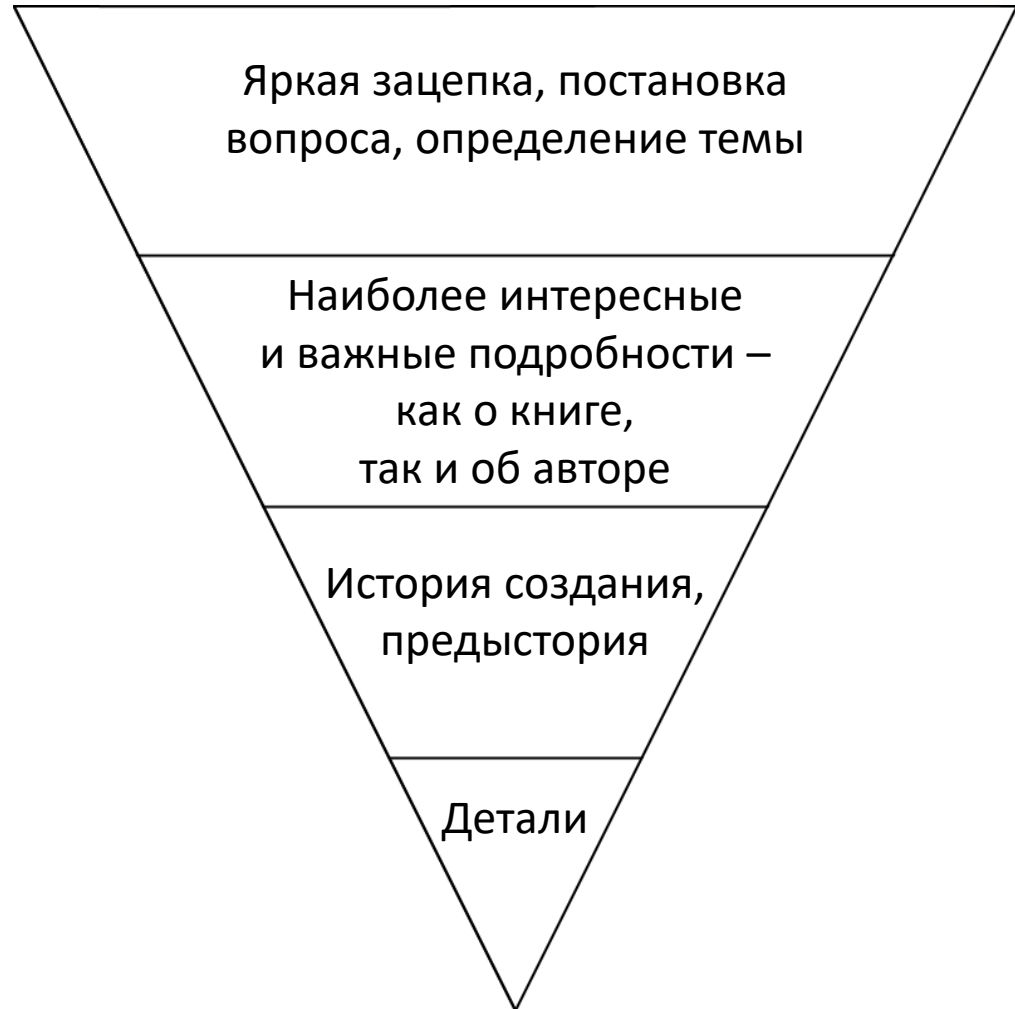 Яркая зацепка, постановка
вопроса, определение темы
Наиболее интересные
и важные подробности –
как о книге,
так и об авторе
История создания,
предыстория
Детали